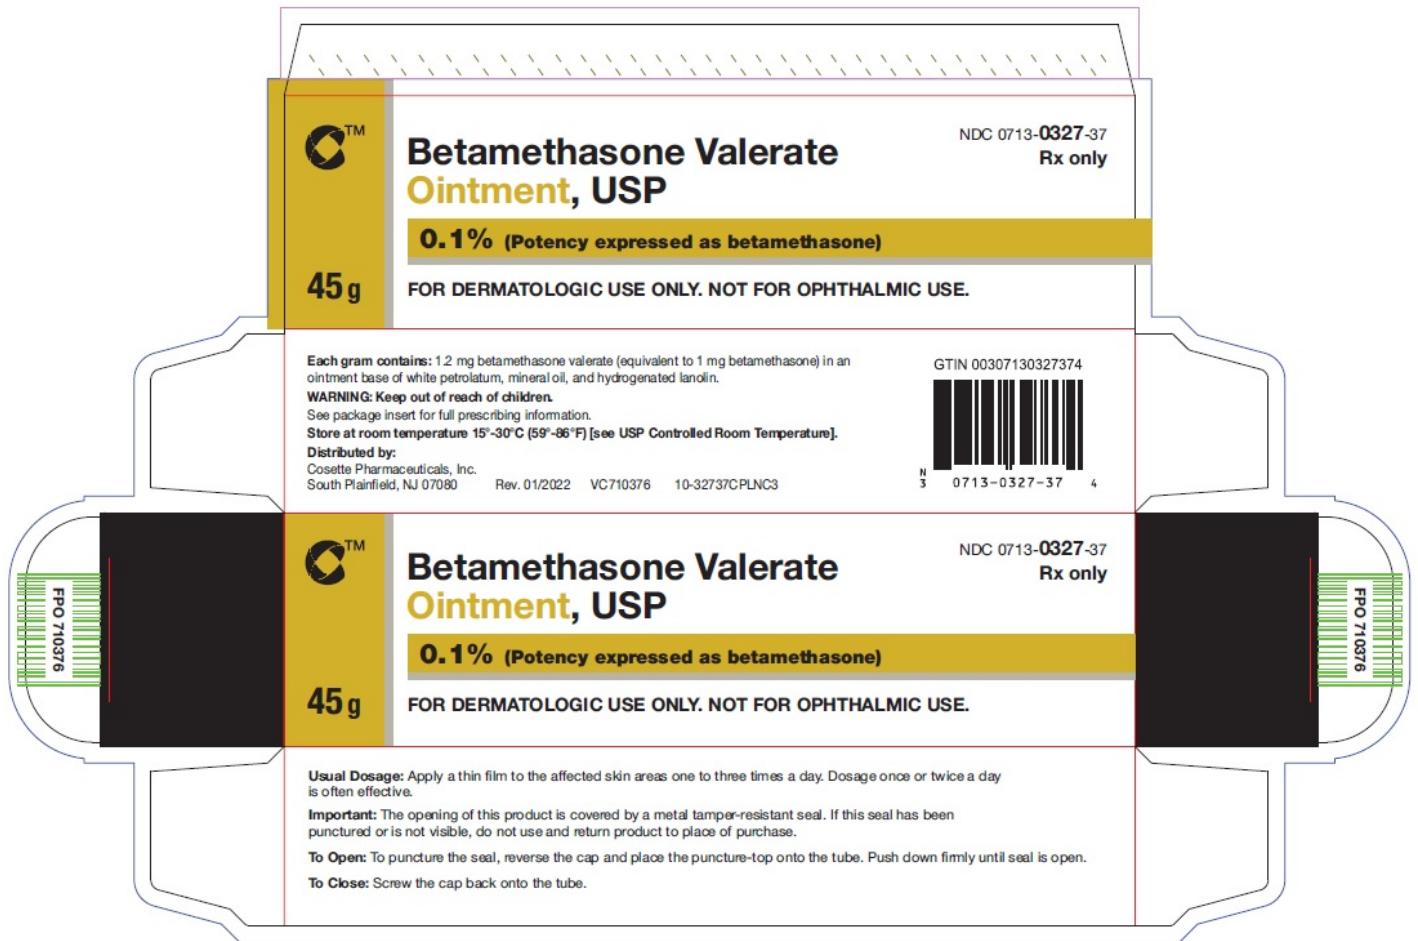 TM
Betamethasone Valerate
Ointment, USP
NDC 0713-0327-37
Rx only
0.1% (Potency expressed as betamethasone)
45 g
FOR DERMATOLOGIC USE ONLY. NOT FOR OPHTHALMIC USE.
Each gram contains: 1.2 mg betamethasone valerate (equivalent to 1 mg betamethasone) in an
ointment base of white petrolatum, mineral oil, and hydrogenated lanolin.
WARNING: Keep out of reach of children.
See package insert for full prescribing information.
Store at room temperature 15°-30°C (59°-86°F) [see USP Controlled Room Temperature].
Distributed by:
Cosette Pharmaceuticals, Inc.
South Plainfield, NJ 07080 Rev. 01/2022 VC710376 10-32737CPLNC3
GTIN 00307130327374
N
3 0713-0327-37 4
TM
Betamethasone Valerate
Ointment, USP
NDC 0713-0327-37
Rx only
0.1% (Potency expressed as betamethasone)
45 g
FOR DERMATOLOGIC USE ONLY. NOT FOR OPHTHALMIC USE.
FPO 710376
FPO 710376
Usual Dosage: Apply a thin film to the affected skin areas one to three times a day. Dosage once or twice a day
is often effective.
Important: The opening of this product is covered by a metal tamper-resistant seal. If this seal has been
punctured or is not visible, do not use and return product to place of purchase.
To Open: To puncture the seal, reverse the cap and place the puncture-top onto the tube. Push down firmly until seal is open.
To Close: Screw the cap back onto the tube.